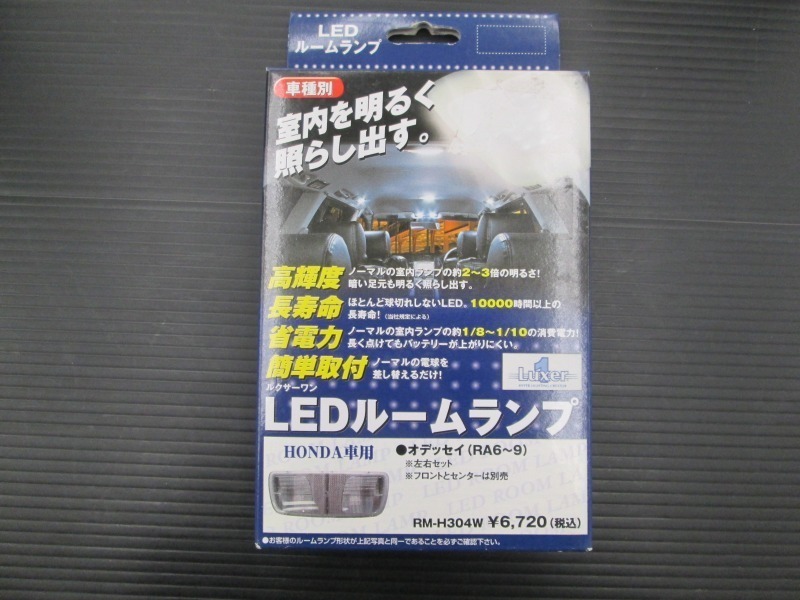 LED
ルームランプ
車種別
室内を明るく
照らし出す。
高輝度 ノーマルの室内ランプの約2〜3倍の明るさ!
暗い足元も明るく照らし出す。
長寿命 ほとんど球切れしないLED。10000時間以上の
長寿命!(当社規定による)
省電力 ノーマルの室内ランプの約1/8〜1/10の消費電力!
長く点けてもバッテリーが上がりにくい。
簡単取付 ノーマルの電球を
差し替えるだけ!
1
Luxer
ルクサーワン
LEDルームランプ
HONDA車用
●オデッセイ(RA6〜9)
※左右セット
※フロントとセンターは別売
RM-H304W ¥6,720(税込)
●お客様のルームランプ形状が上記写真と同一であることを必ずご確認下さい。